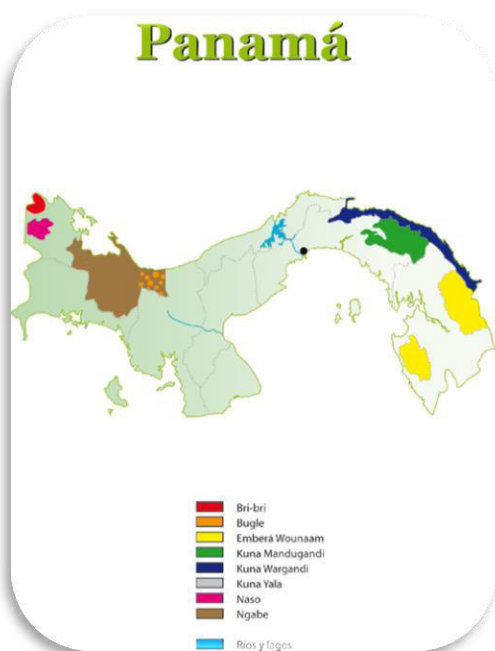 Panamá
Bri-bri
Bugle
Emberá Wounaam
Kuna Mandugandi
Kuna Wargandi
Kuna Yala
Naso
Ngabe
Ríos y lagos